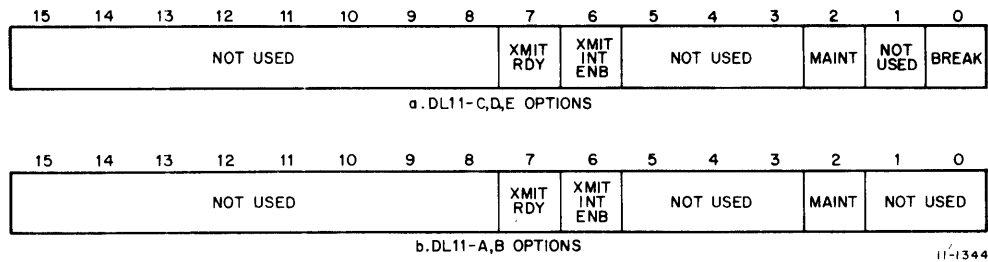 15 14 13 12 11 10 9 8 7 6 5 4 3 2 1 0
NOT USED XMIT RDY XMIT INT ENB NOT USED MAINT NOT USED BREAK
a. DL11-C,D,E OPTIONS
15 14 13 12 11 10 9 8 7 6 5 4 3 2 1 0
NOT USED XMIT RDY XMIT INT ENB NOT USED MAINT NOT USED
b. DL11-A,B OPTIONS
11-1344